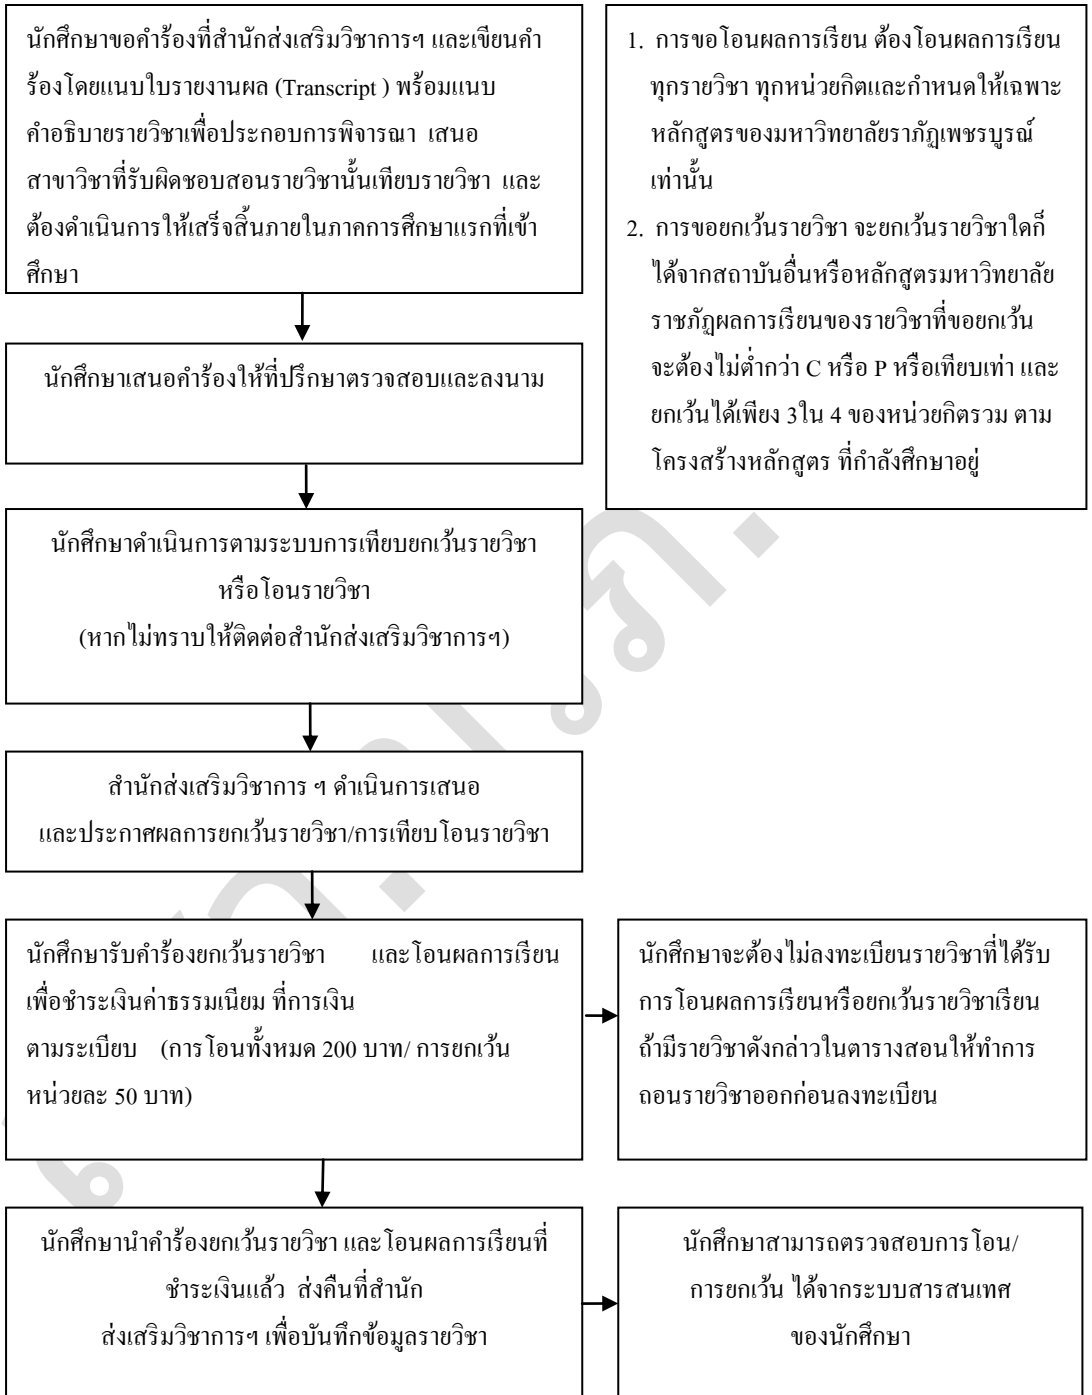 นักศึกษาขอคำร้องที่สำนักส่งเสริมวิชาการฯ และเขียนคำ
ร้องโดยแนบใบรายงานผล (Transcript ) พร้อมแนบ
คำอธิบายรายวิชาเพื่อประกอบการพิจารณา เสนอ
สาขาวิชาที่รับผิดชอบสอนรายวิชานั้นเทียบรายวิชา และ
ต้องดำเนินการให้เสร็จสิ้นภายในภาคการศึกษาแรกที่เข้า
ศึกษา
1. การขอโอนผลการเรียน ต้องโอนผลการเรียน
ทุกรายวิชา ทุกหน่วยกิตและกำหนดให้เฉพาะ
หลักสูตรของมหาวิทยาลัยราภัฏเพชรบูรณ์
เท่านั้น
2. การขอยกเว้นรายวิชา จะยกเว้นรายวิชาใดก็
ได้จากสถาบันอื่นหรือหลักสูตรมหาวิทยาลัย
ราชภัฏผลการเรียนของรายวิชาที่ขอยกเว้น
จะต้องไม่ต่ำกว่า C หรือ P หรือเทียบเท่า และ
ยกเว้นได้เพียง 3ใน 4 ของหน่วยกิตรวม ตาม
โครงสร้างหลักสูตร ที่กำลังศึกษาอยู่
นักศึกษาเสนอคำร้องให้ที่ปรึกษาตรวจสอบและลงนาม
นักศึกษาดำเนินการตามระบบการเทียบยกเว้นรายวิชา
หรือโอนรายวิชา
(หากไม่ทราบให้ติดต่อสำนักส่งเสริมวิชาการฯ)
สำนักส่งเสริมวิชาการ ฯ ดำเนินการเสนอ
และประกาศผลการยกเว้นรายวิชา/การเทียบโอนรายวิชา
นักศึกษารับคำร้องยกเว้นรายวิชา และโอนผลการเรียน
เพื่อชำระเงินค่าธรรมเนียม ที่การเงิน
ตามระเบียบ (การโอนทั้งหมด 200 บาท/ การยกเว้น
หน่วยละ 50 บาท)
นักศึกษาจะต้องไม่ลงทะเบียนรายวิชาที่ได้รับ
การโอนผลการเรียนหรือยกเว้นรายวิชาเรียน
ถ้ามีรายวิชาดังกล่าวในตารางสอนให้ทำการ
ถอนรายวิชาออกก่อนลงทะเบียน
นักศึกษานำคำร้องยกเว้นรายวิชา และโอนผลการเรียนที่
ชำระเงินแล้ว ส่งคืนที่สำนัก
ส่งเสริมวิชาการฯ เพื่อบันทึกข้อมูลรายวิชา
นักศึกษาสามารถตรวจสอบการโอน/
การยกเว้น ได้จากระบบสารสนเทศ
ของนักศึกษา